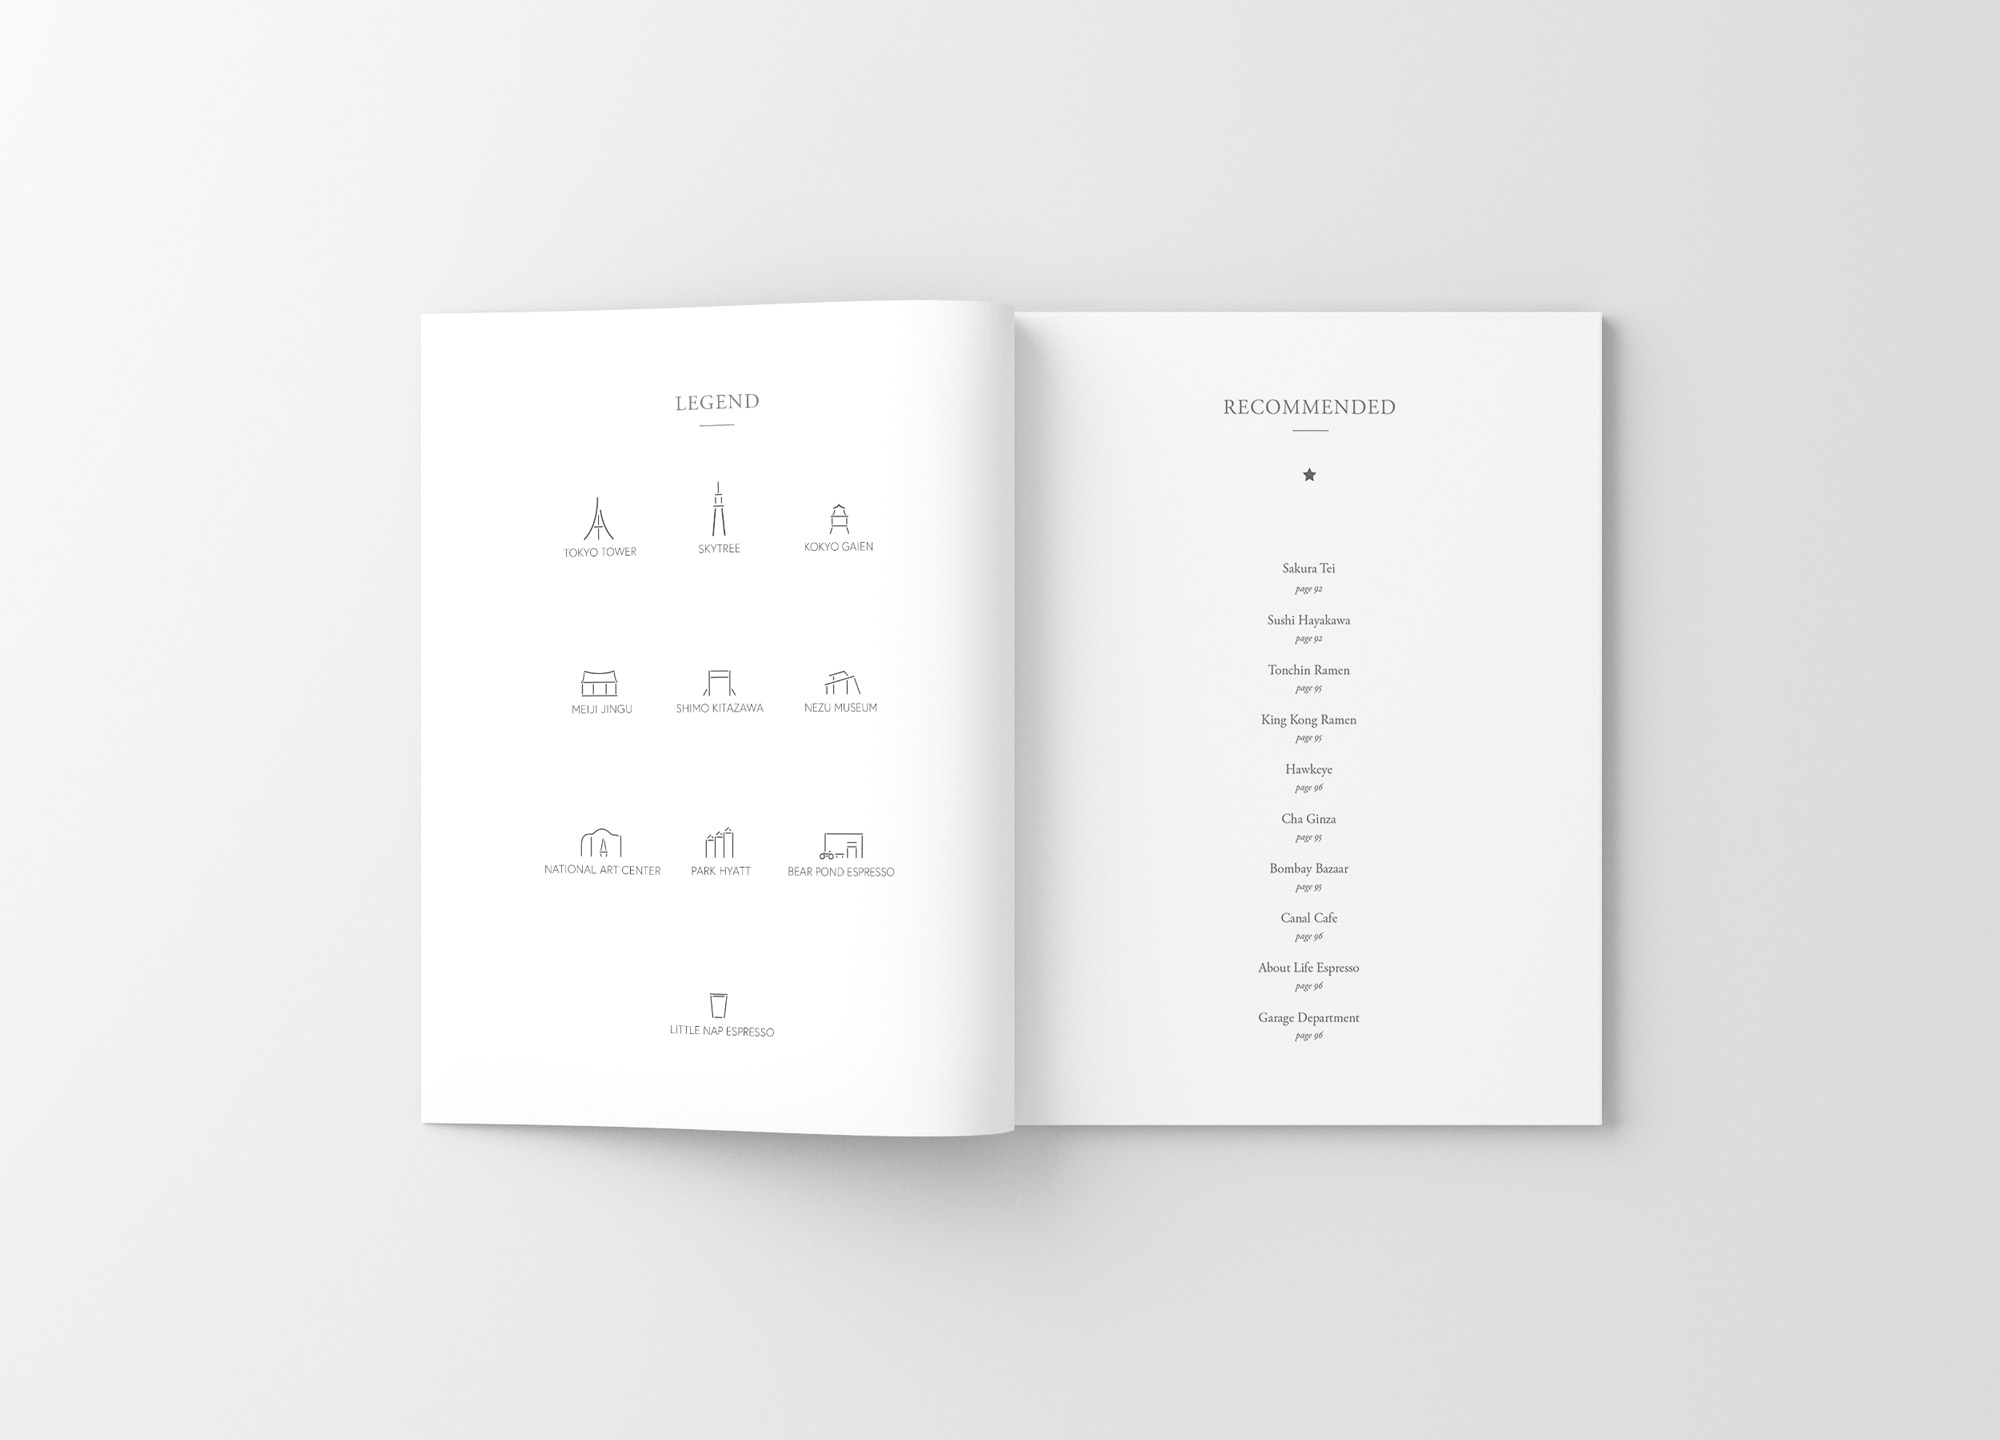 LEGEND
TOKYO TOWER
SKYTREE
KOKYO GAIEN
MEIJI JINGU
SHIMO KITAZAWA
NEZU MUSEUM
NATIONAL ART CENTER
PARK HYATT
BEAR POND ESPRESSO
LITTLE NAP ESPRESSO
RECOMMENDED
Sakura Tei
page 92
Sushi Hayakawa
page 92
Tonchin Ramen
page 95
King Kong Ramen
page 95
Hawkeye
page 96
Cha Ginza
page 95
Bombay Bazaar
page 95
Canal Cafe
page 96
About Life Espresso
page 96
Garage Department
page 96